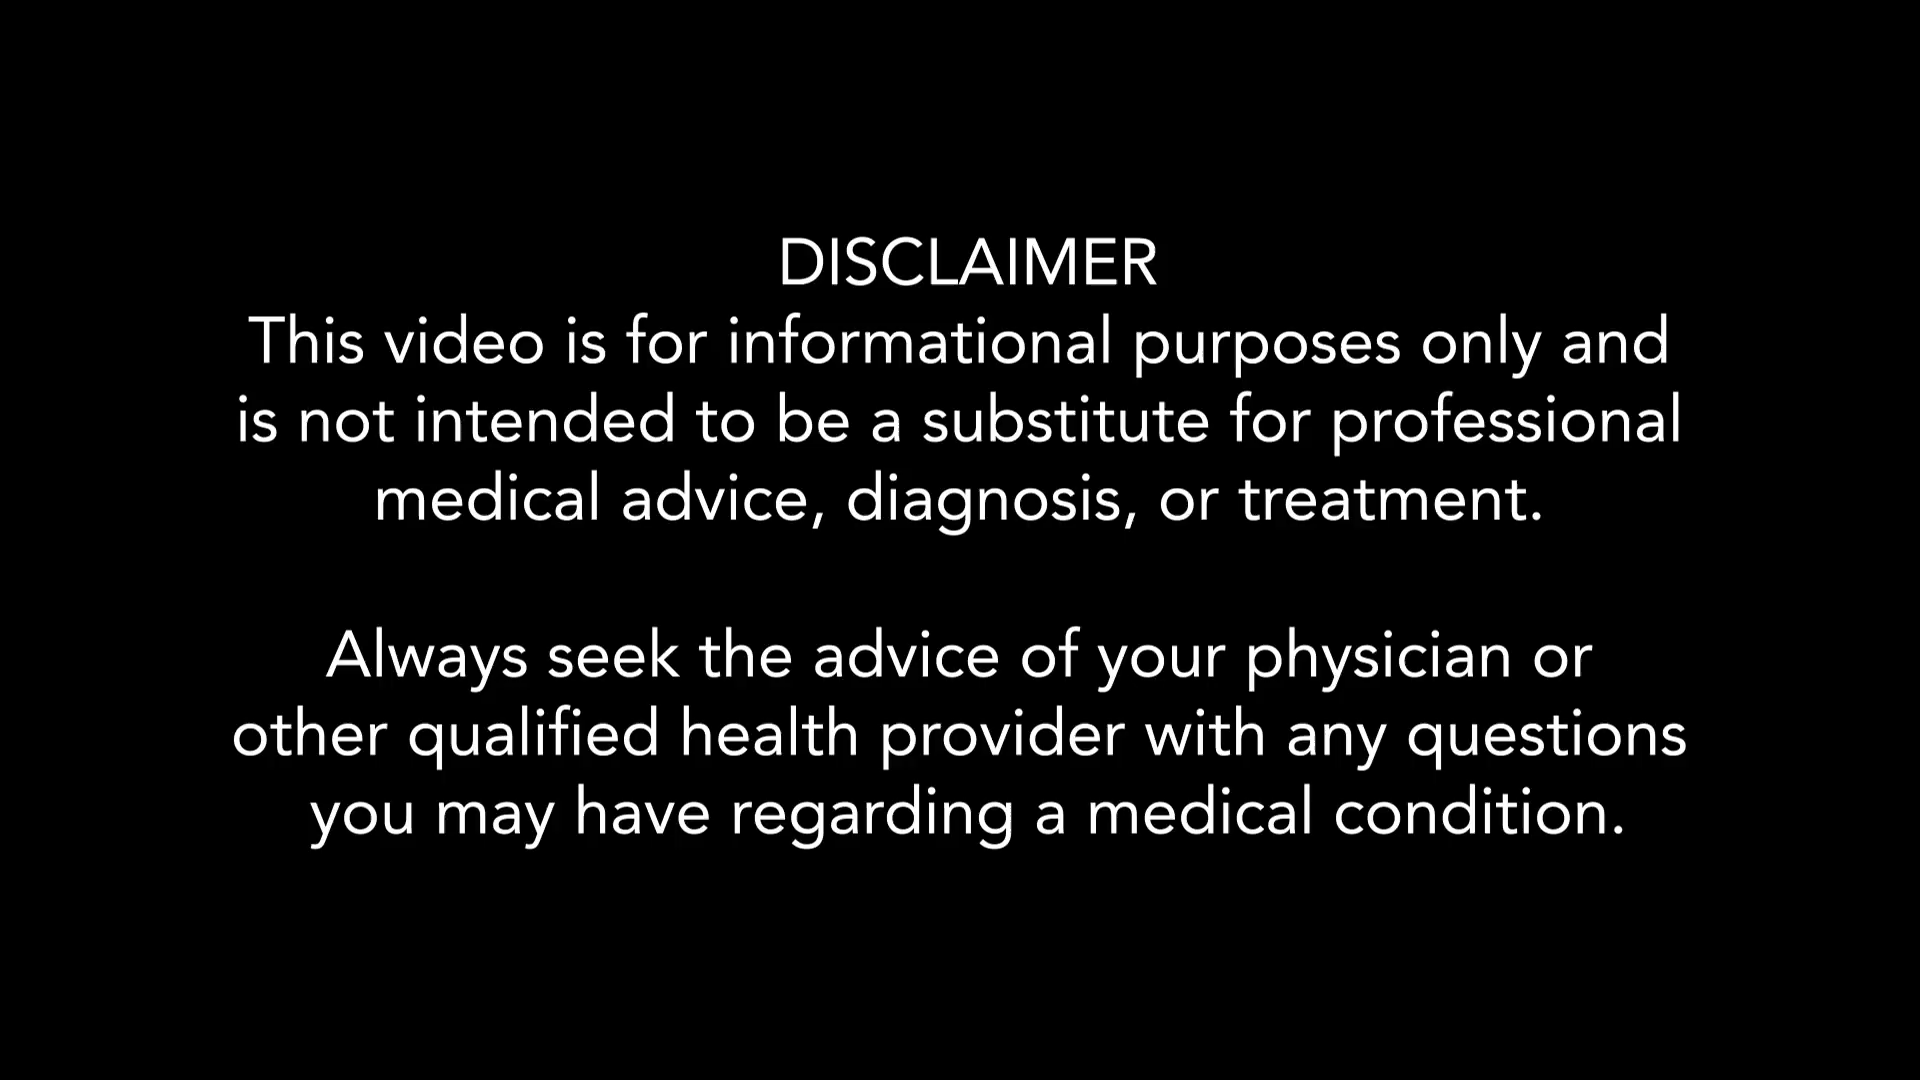 DISCLAIMER
This video is for informational purposes only and
is not intended to be a substitute for professional
medical advice, diagnosis, or treatment.
Always seek the advice of your physician or
other qualified health provider with any questions
you may have regarding a medical condition.